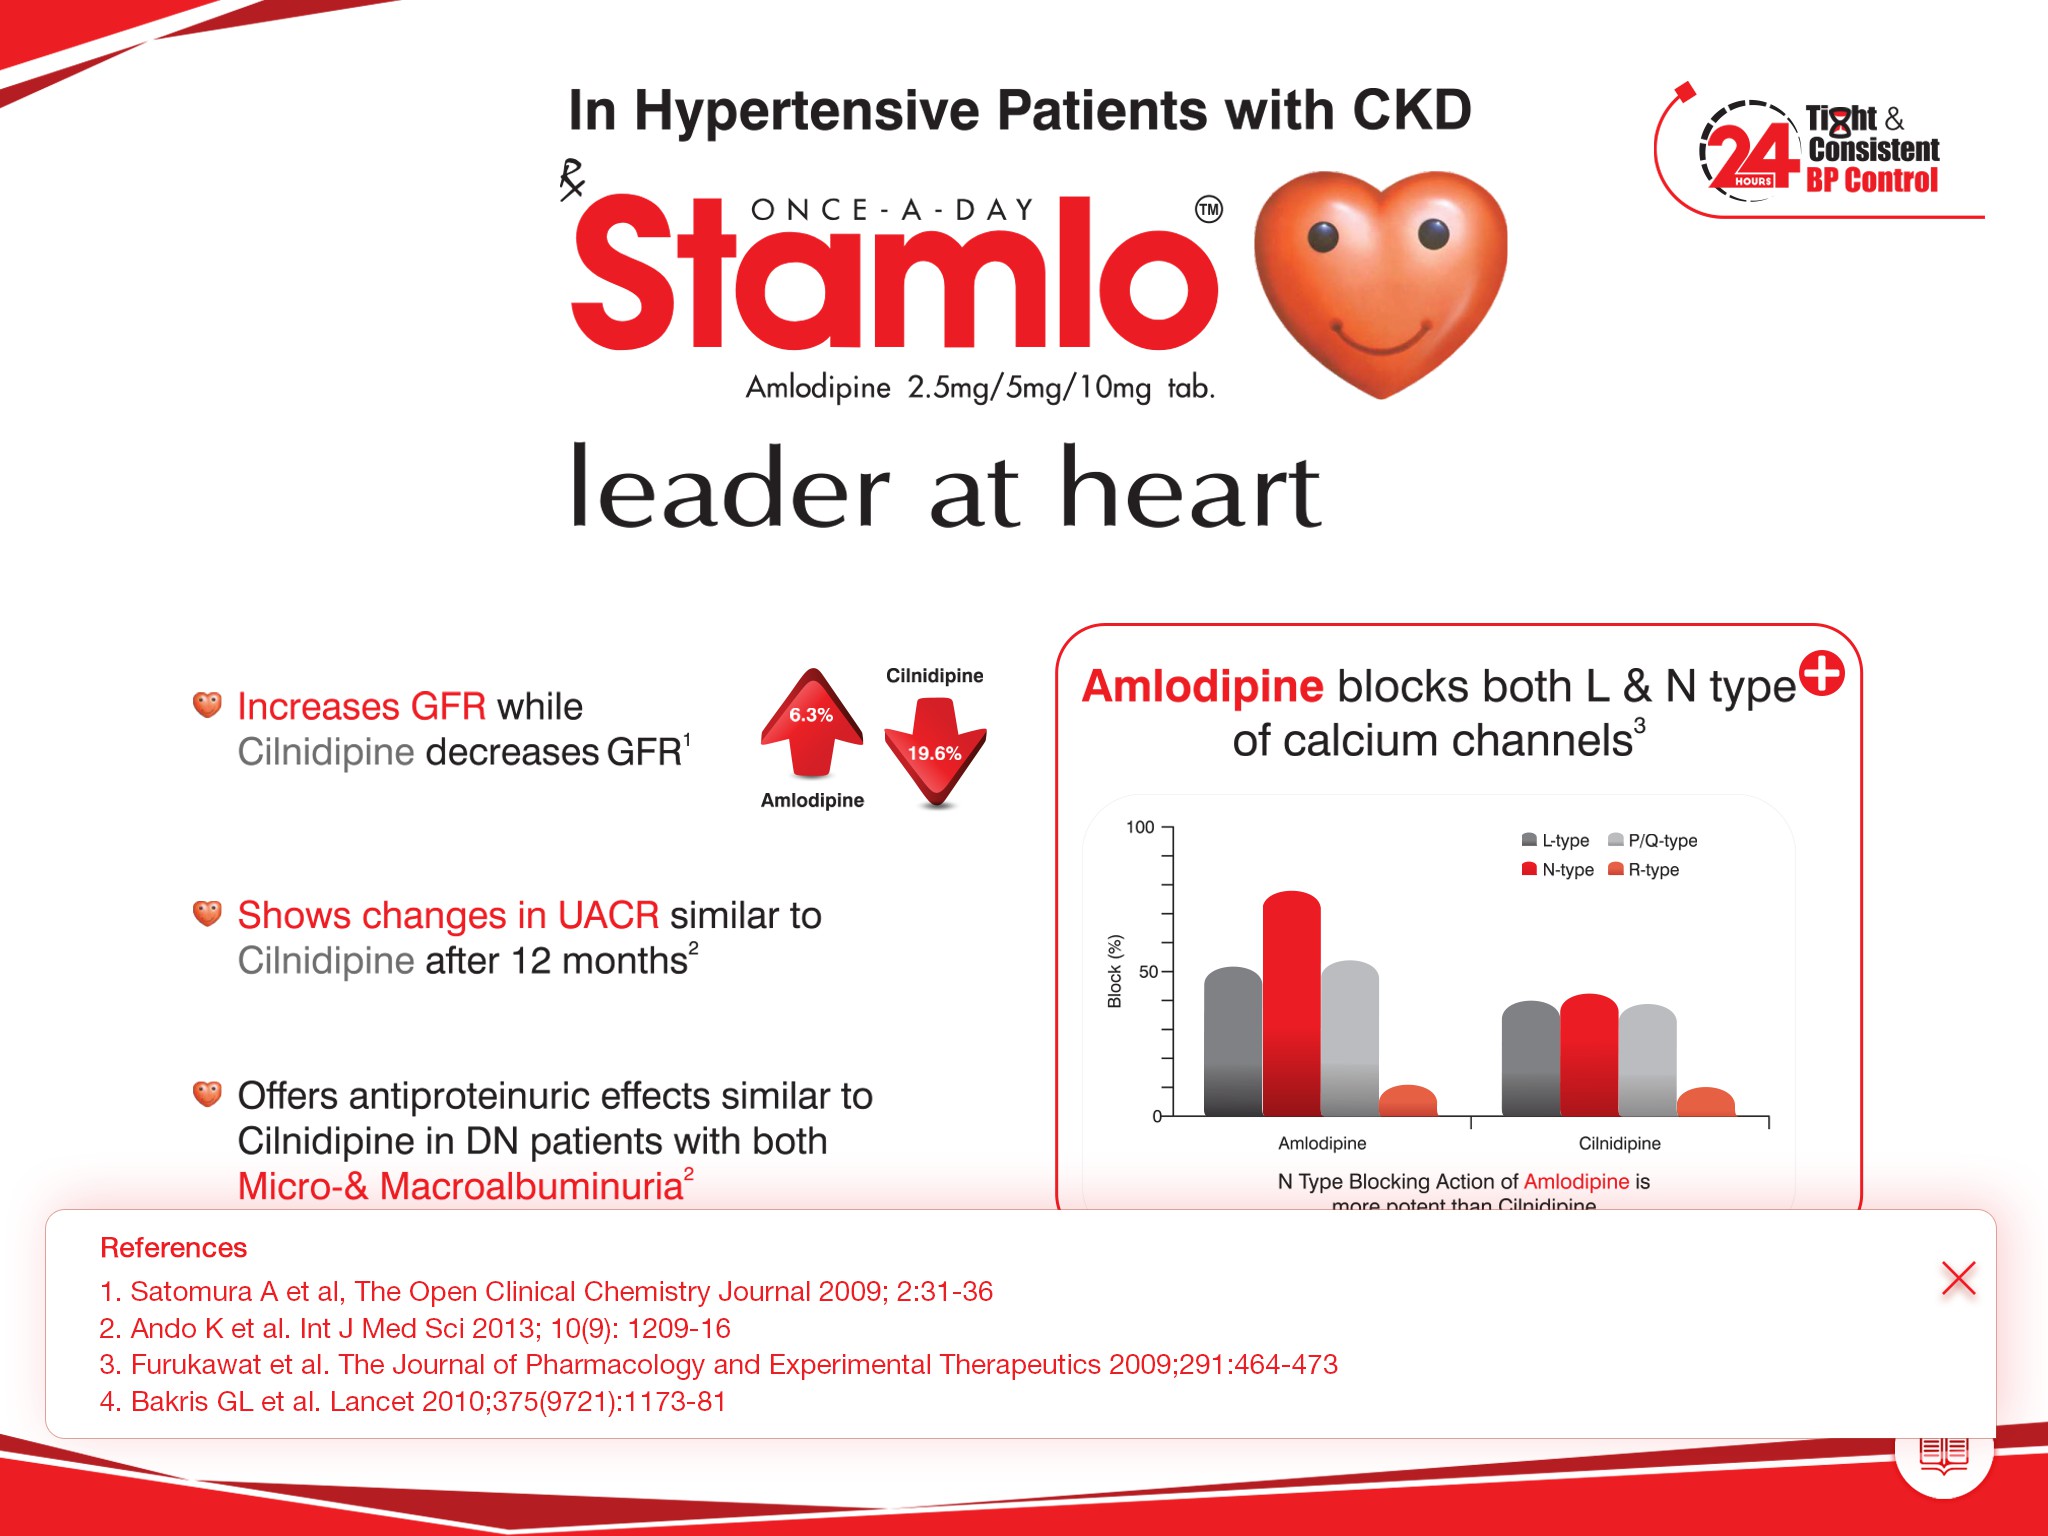 In Hypertensive Patients with CKD
24 HOURS Tight &
Consistent
BP Control
Rx
ONCE-A-DAY
Stamlo TM
Amlodipine 2.5mg/5mg/10mg tab.
leader at heart
Increases GFR while
Cilnidipine decreases GFR1
6.3%
Amlodipine
Cilnidipine
19.6%
Shows changes in UACR similar to
Cilnidipine after 12 months2
Offers antiproteinuric effects similar to
Cilnidipine in DN patients with both
Micro-& Macroalbuminuria2
Amlodipine blocks both L & N type
of calcium channels3
L-type P/Q-type
N-type R-type
Block (%)
100
50
0
Amlodipine Cilnidipine
N Type Blocking Action of Amlodipine is
more potent than Cilnidipine
References
1. Satomura A et al, The Open Clinical Chemistry Journal 2009; 2:31-36
2. Ando K et al. Int J Med Sci 2013; 10(9): 1209-16
3. Furukawat et al. The Journal of Pharmacology and Experimental Therapeutics 2009;291:464-473
4. Bakris GL et al. Lancet 2010;375(9721):1173-81